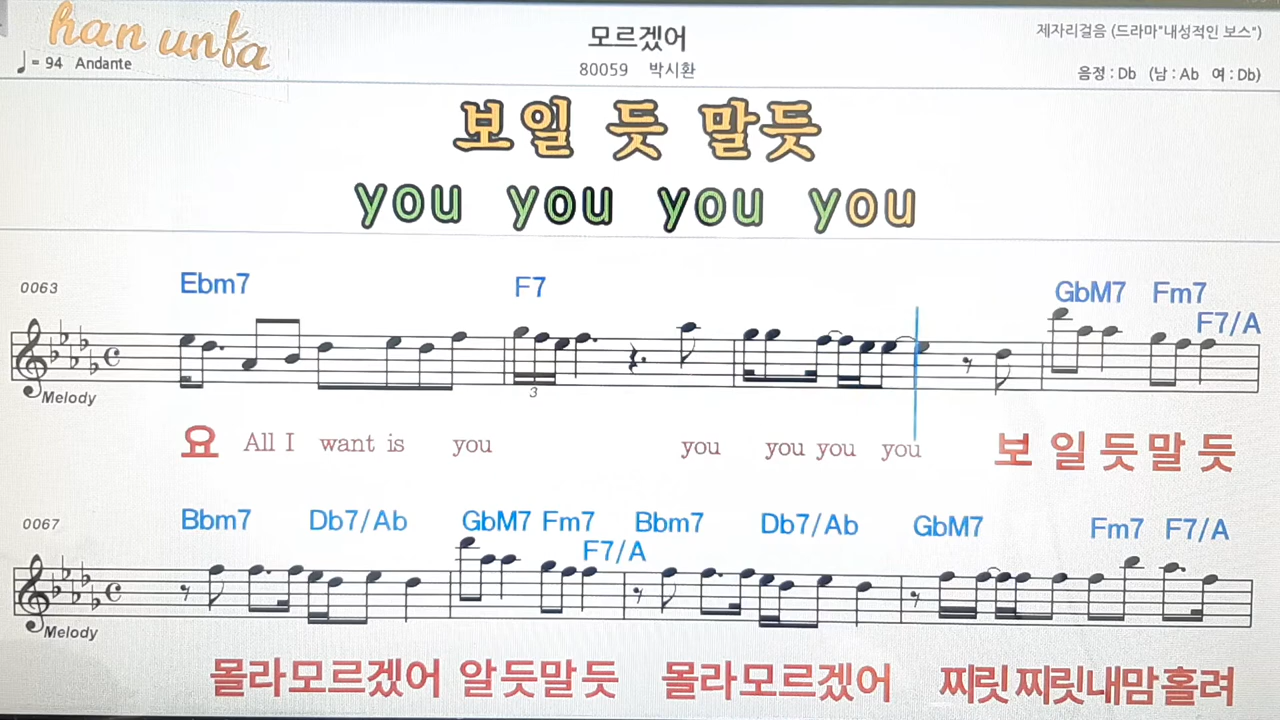 han unfa
♩= 94 Andante
모르겠어
80059 박시환
제자리걸음 (드라마"내성적인 보스")
음정 : Db (남 : Ab 여 : Db)
보일 듯 말듯
you you you you
0063
Ebm7 F7 GbM7 Fm7
F7/A
3
Melody
요 All I want is you you you you you 보 일 듯 말 듯
0067
Bbm7 Db7/Ab GbM7 Fm7 Bbm7 Db7/Ab GbM7 Fm7 F7/A
F7/A
Melody
몰라모르겠어 알듯말듯 몰라모르겠어 찌릿찌릿내맘홀려